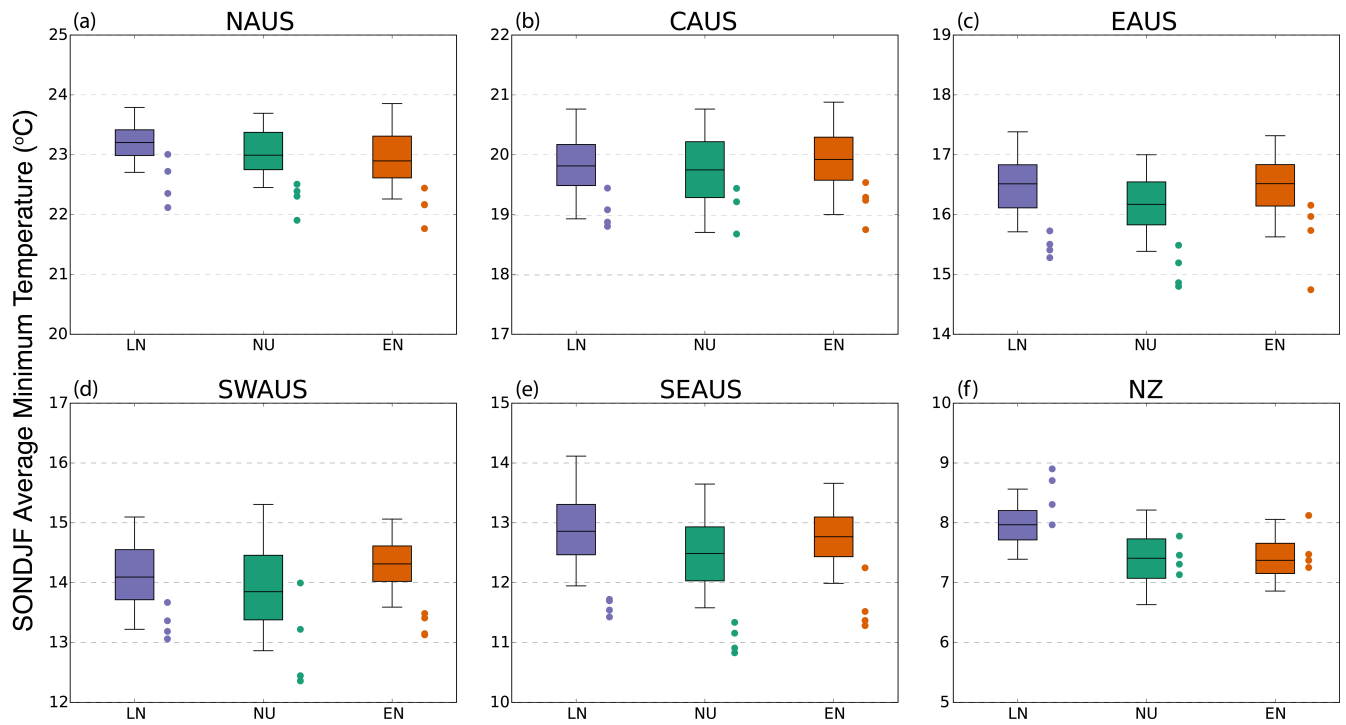 SONDJF Average Minimum Temperature (°C)
(a) NAUS
25
24
23
22
21
20
LN NU EN
(b) CAUS
22
21
20
19
18
17
LN NU EN
(c) EAUS
19
18
17
16
15
14
LN NU EN
(d) SWAUS
17
16
15
14
13
12
LN NU EN
(e) SEAUS
15
14
13
12
11
10
LN NU EN
(f) NZ
10
9
8
7
6
5
LN NU EN